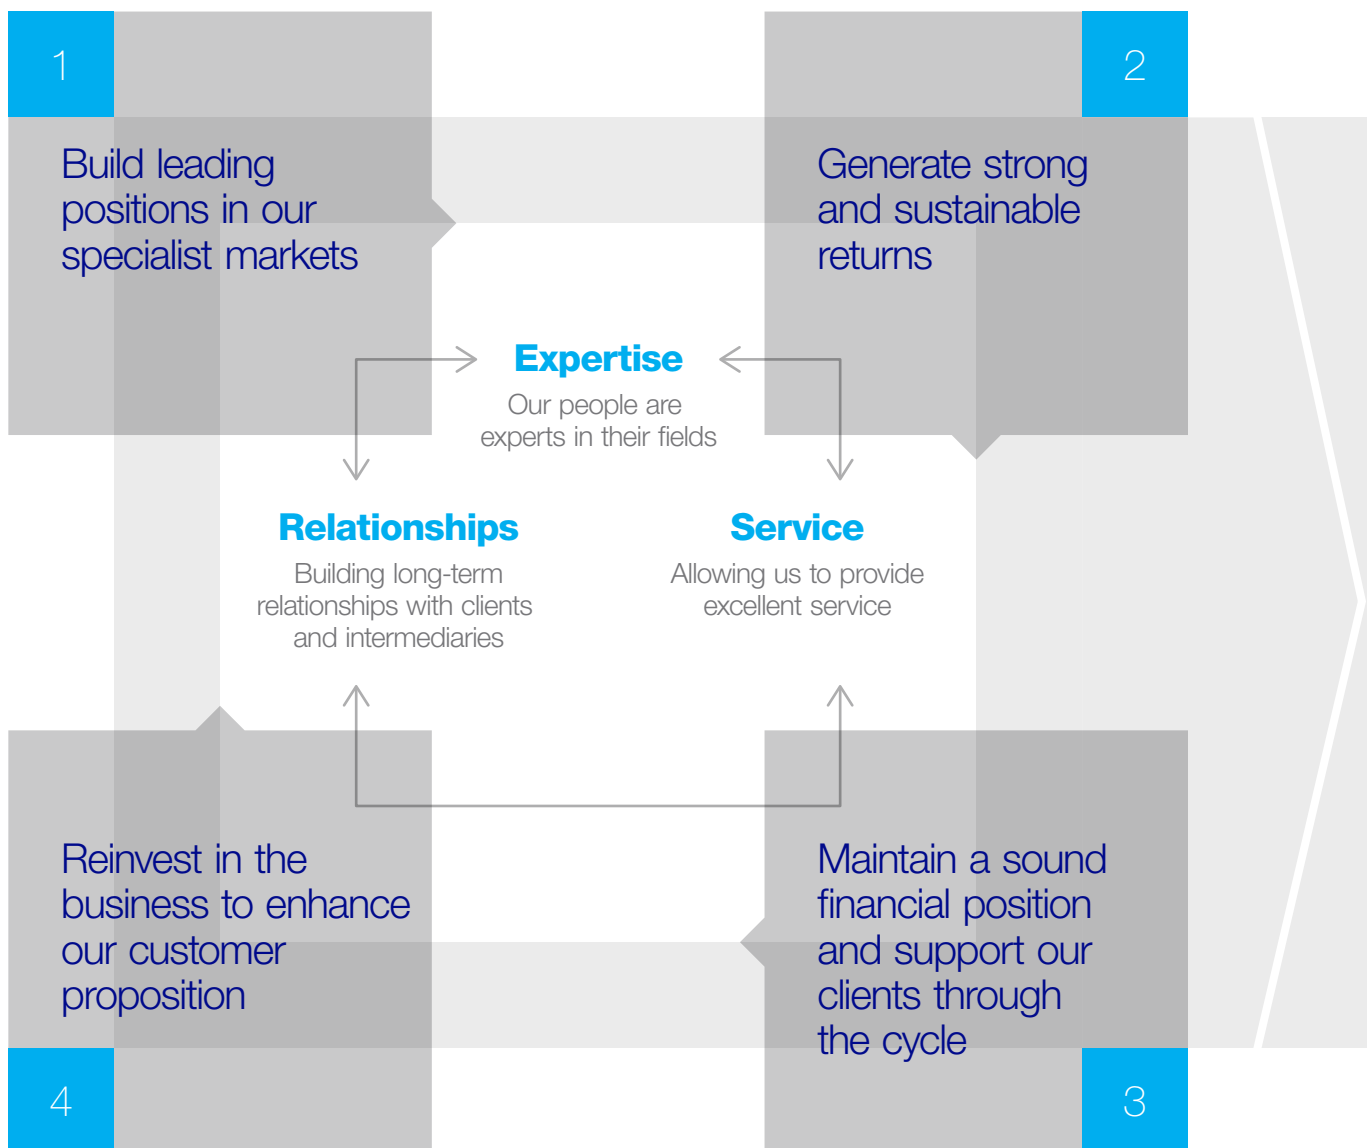 1
Build leading
positions in our
specialist markets
2
Generate strong
and sustainable
returns
Expertise
Our people are
experts in their fields
Relationships
Building long-term
relationships with clients
and intermediaries
Service
Allowing us to provide
excellent service
Reinvest in the
business to enhance
our customer
proposition
4
Maintain a sound
financial position
and support our
clients through
the cycle
3